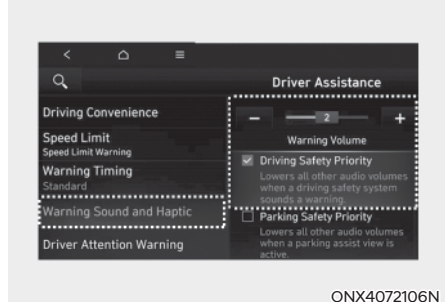 Driver Assistance
Driving Convenience
Speed Limit
Speed Limit Warning
Warning Timing
Standard
Warning Sound and Haptic
Driver Attention Warning
− 2 +
Warning Volume
Driving Safety Priority
Lowers all other audio volumes
when a driving safety system
sounds a warning.
Parking Safety Priority
Lowers all other audio volumes
when a parking assist view is
active.
ONX4072106N